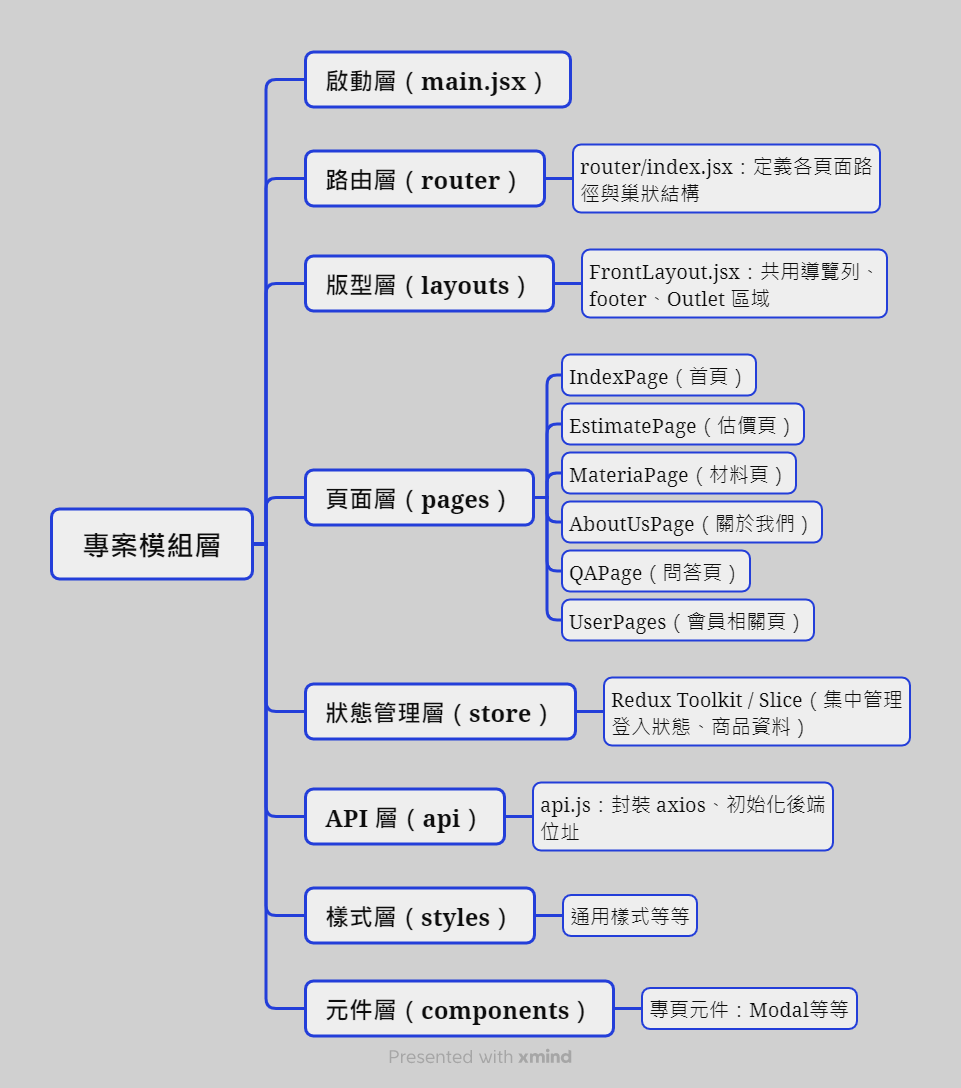 啟動層（main.jsx）
路由層（router）
router/index.jsx：定義各頁面路
徑與巢狀結構
版型層（layouts）
FrontLayout.jsx：共用導覽列、
footer、Outlet 區域
專案模組層
頁面層（pages）
IndexPage（首頁）
EstimatePage（估價頁）
MateriaPage（材料頁）
AboutUsPage（關於我們）
QAPage（問答頁）
UserPages（會員相關頁）
狀態管理層（store）
Redux Toolkit / Slice（集中管理
登入狀態、商品資料）
API 層（api）
api.js：封裝 axios、初始化後端
位址
樣式層（styles）
通用樣式等等
元件層（components）
專頁元件：Modal等等
Presented with xmind